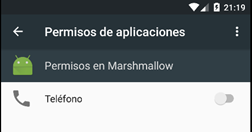 21:19
Permisos de aplicaciones
Permisos en Marshmallow
Teléfono